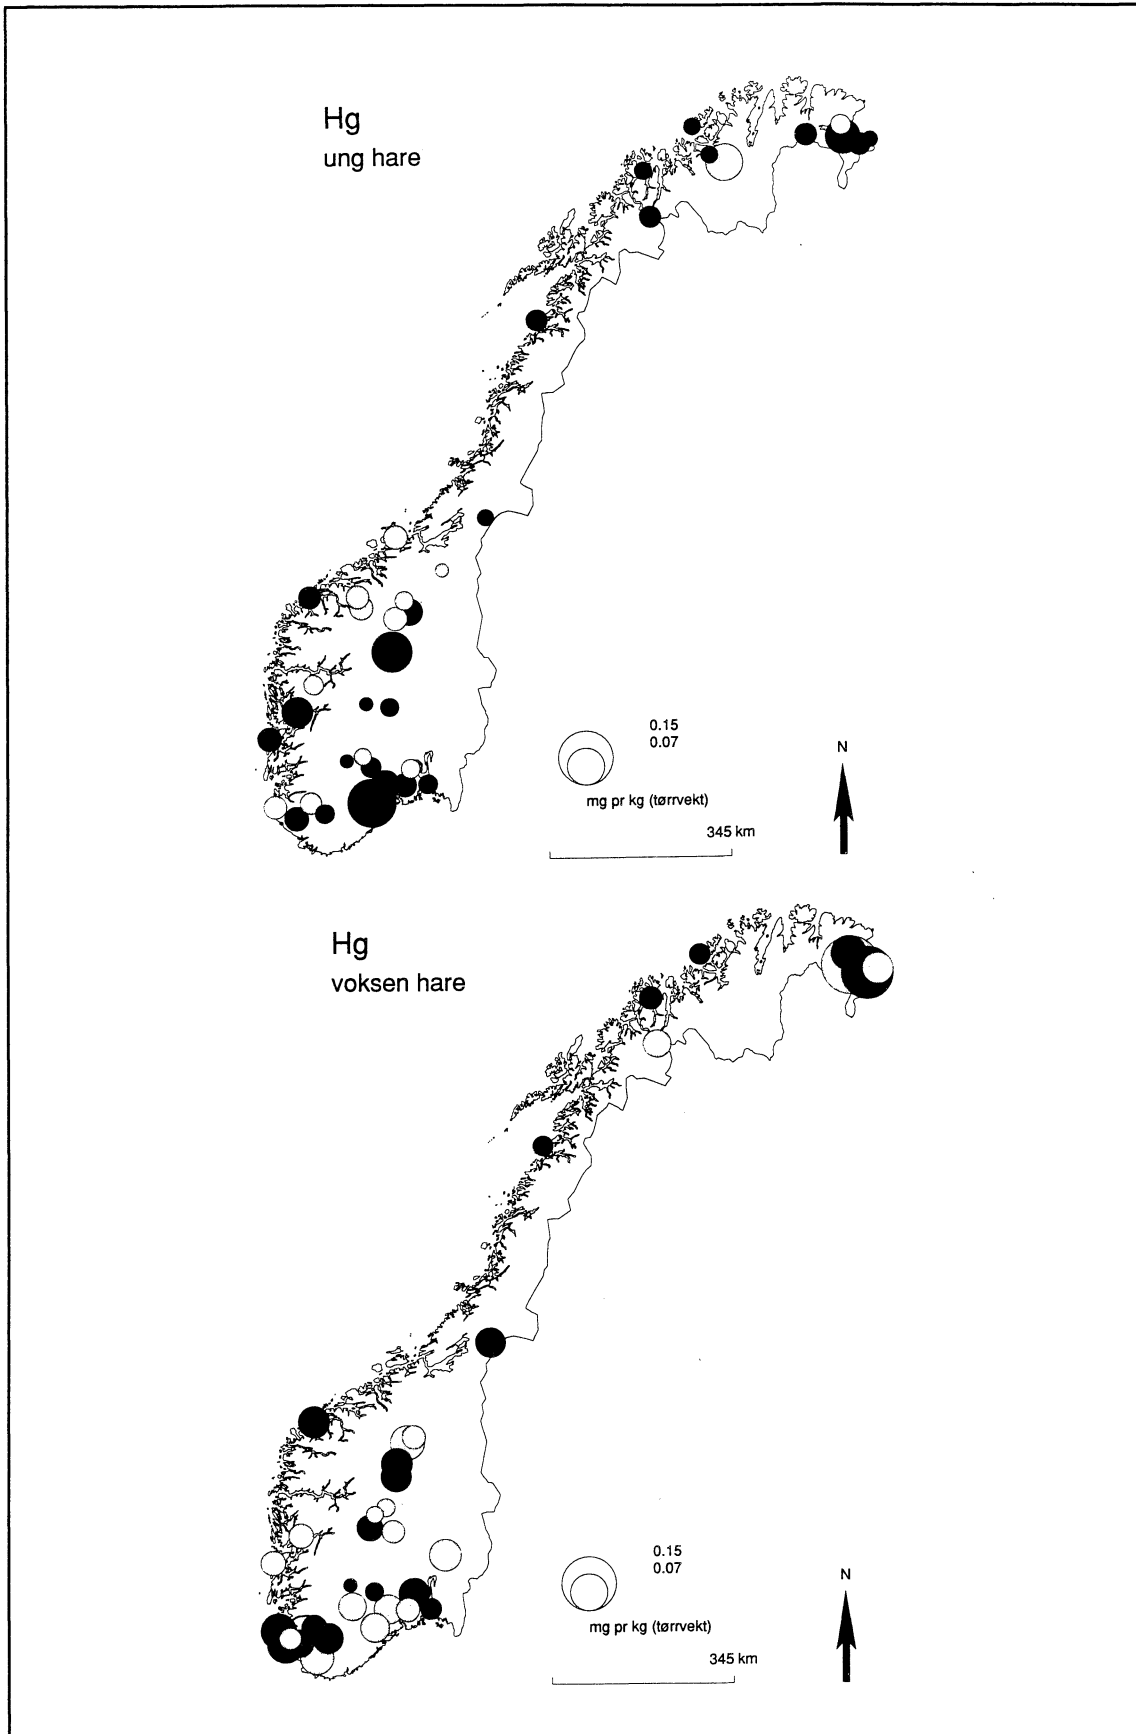 Hg
ung hare
0.15
0.07
mg pr kg (tørrvekt)
345 km
N
Hg
voksen hare
0.15
0.07
mg pr kg (tørrvekt)
345 km
N